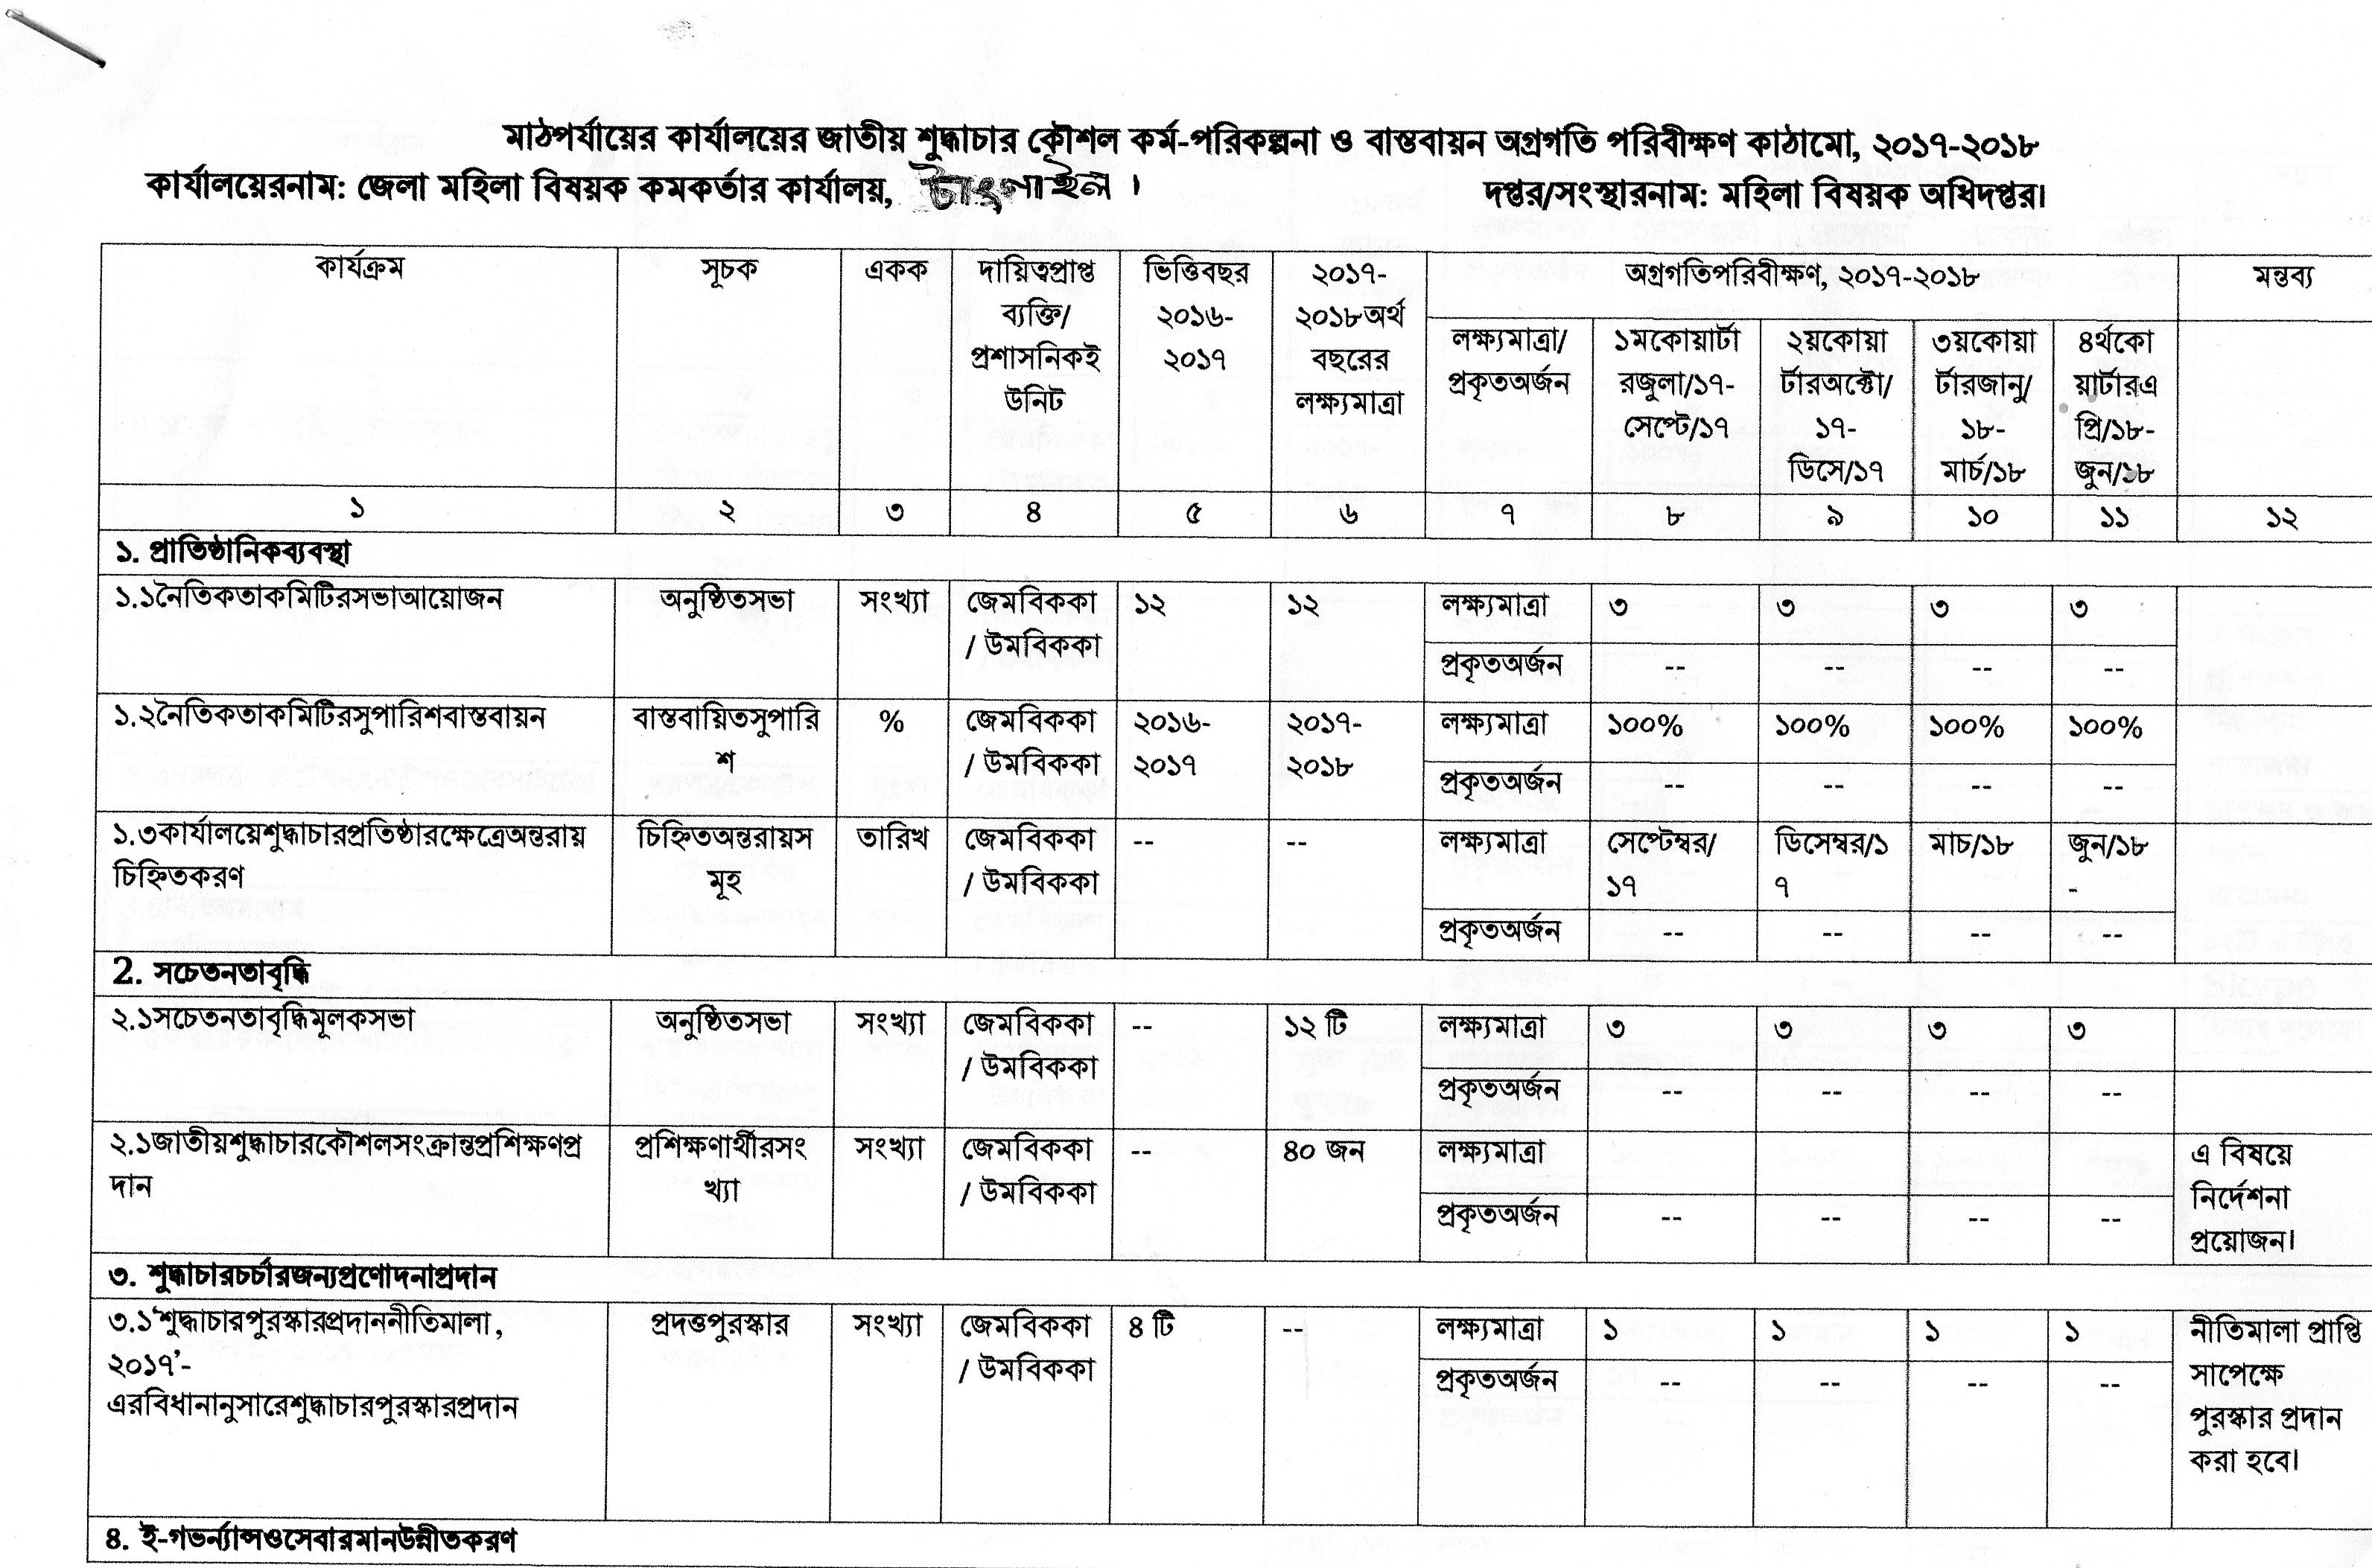 মাঠপর্যায়ের কার্যালয়ের জাতীয় শুদ্ধাচার কৌশল কর্ম-পরিকল্পনা ও বাস্তবায়ন অগ্রগতি পরিবীক্ষণ কাঠামো, ২০১৭-২০১৮
কার্যালয়েরনাম: জেলা মহিলা বিষয়ক কমকর্তার কার্যালয়, টাংগাইল। দপ্তর/সংস্থারনাম: মহিলা বিষয়ক অধিদপ্তর।
কার্যক্রম
সূচক
একক
দায়িত্বপ্রাপ্ত
ব্যক্তি/
প্রশাসনিকই
উনিট
ভিত্তিবছর
২০১৬-
২০১৭
২০১৭-
২০১৮অর্থ
বছরের
লক্ষ্যমাত্রা
অগ্রগতিপরিবীক্ষণ, ২০১৭-২০১৮
মন্তব্য
লক্ষ্যমাত্রা/
প্রকৃতঅর্জন
১মকোয়ার্টা
রজুলা/১৭-
সেপ্টে/১৭
২য়কোয়া
র্টারঅক্টো/
১৭-
ডিসে/১৭
৩য়কোয়া
র্টারজানু/
১৮-
মার্চ/১৮
৪র্থকো
য়ার্টারএ
প্রি/১৮-
জুন/১৮
১ ২ ৩ ৪ ৫ ৬ ৭ ৮ ৯ ১০ ১১ ১২
১. প্রাতিষ্ঠানিকব্যবস্থা
১.১নৈতিকতাকমিটিরসভাআয়োজন
অনুষ্ঠিতসভা
সংখ্যা
জেমবিককা
/ উমবিককা
১২
১২
লক্ষ্যমাত্রা ৩ ৩ ৩ ৩
প্রকৃতঅর্জন -- -- -- --
১.২নৈতিকতাকমিটিরসুপারিশবাস্তবায়ন
বাস্তবায়িতসুপারি
শ
%
জেমবিককা
/ উমবিককা
২০১৬-
২০১৭
২০১৭-
২০১৮
লক্ষ্যমাত্রা ১০০% ১০০% ১০০% ১০০%
প্রকৃতঅর্জন -- -- -- --
১.৩কার্যালয়েশুদ্ধাচারপ্রতিষ্ঠারক্ষেত্রেঅন্তরায়
চিহ্নিতকরণ
চিহ্নিতঅন্তরায়স
মূহ
তারিখ
জেমবিককা
/ উমবিককা
--
--
লক্ষ্যমাত্রা
সেপ্টেম্বর/
১৭
ডিসেম্বর/১
৭
মাচ/১৮
জুন/১৮
-
প্রকৃতঅর্জন -- -- -- --
2. সচেতনতাবৃদ্ধি
২.১সচেতনতাবৃদ্ধিমূলকসভা
অনুষ্ঠিতসভা
সংখ্যা
জেমবিককা
/ উমবিককা
--
১২ টি
লক্ষ্যমাত্রা ৩ ৩ ৩ ৩
প্রকৃতঅর্জন -- -- -- --
২.১জাতীয়শুদ্ধাচারকৌশলসংক্রান্তপ্রশিক্ষণপ্র
দান
প্রশিক্ষণার্থীরসং
খ্যা
সংখ্যা
জেমবিককা
/ উমবিককা
--
৪০ জন
লক্ষ্যমাত্রা
প্রকৃতঅর্জন -- -- -- --
এ বিষয়ে
নির্দেশনা
প্রয়োজন।
৩. শুদ্ধাচারচর্চারজন্যপ্রণোদনাপ্রদান
৩.১‘শুদ্ধাচারপুরস্কারপ্রদাননীতিমালা,
২০১৭’-
এরবিধানানুসারেশুদ্ধাচারপুরস্কারপ্রদান
প্রদত্তপুরস্কার
সংখ্যা
জেমবিককা
/ উমবিককা
৪ টি
--
লক্ষ্যমাত্রা ১ ১ ১ ১
প্রকৃতঅর্জন -- -- -- --
নীতিমালা প্রাপ্তি
সাপেক্ষে
পুরস্কার প্রদান
করা হবে।
৪. ই-গভর্ন্যান্সওসেবারমানউন্নীতকরণ